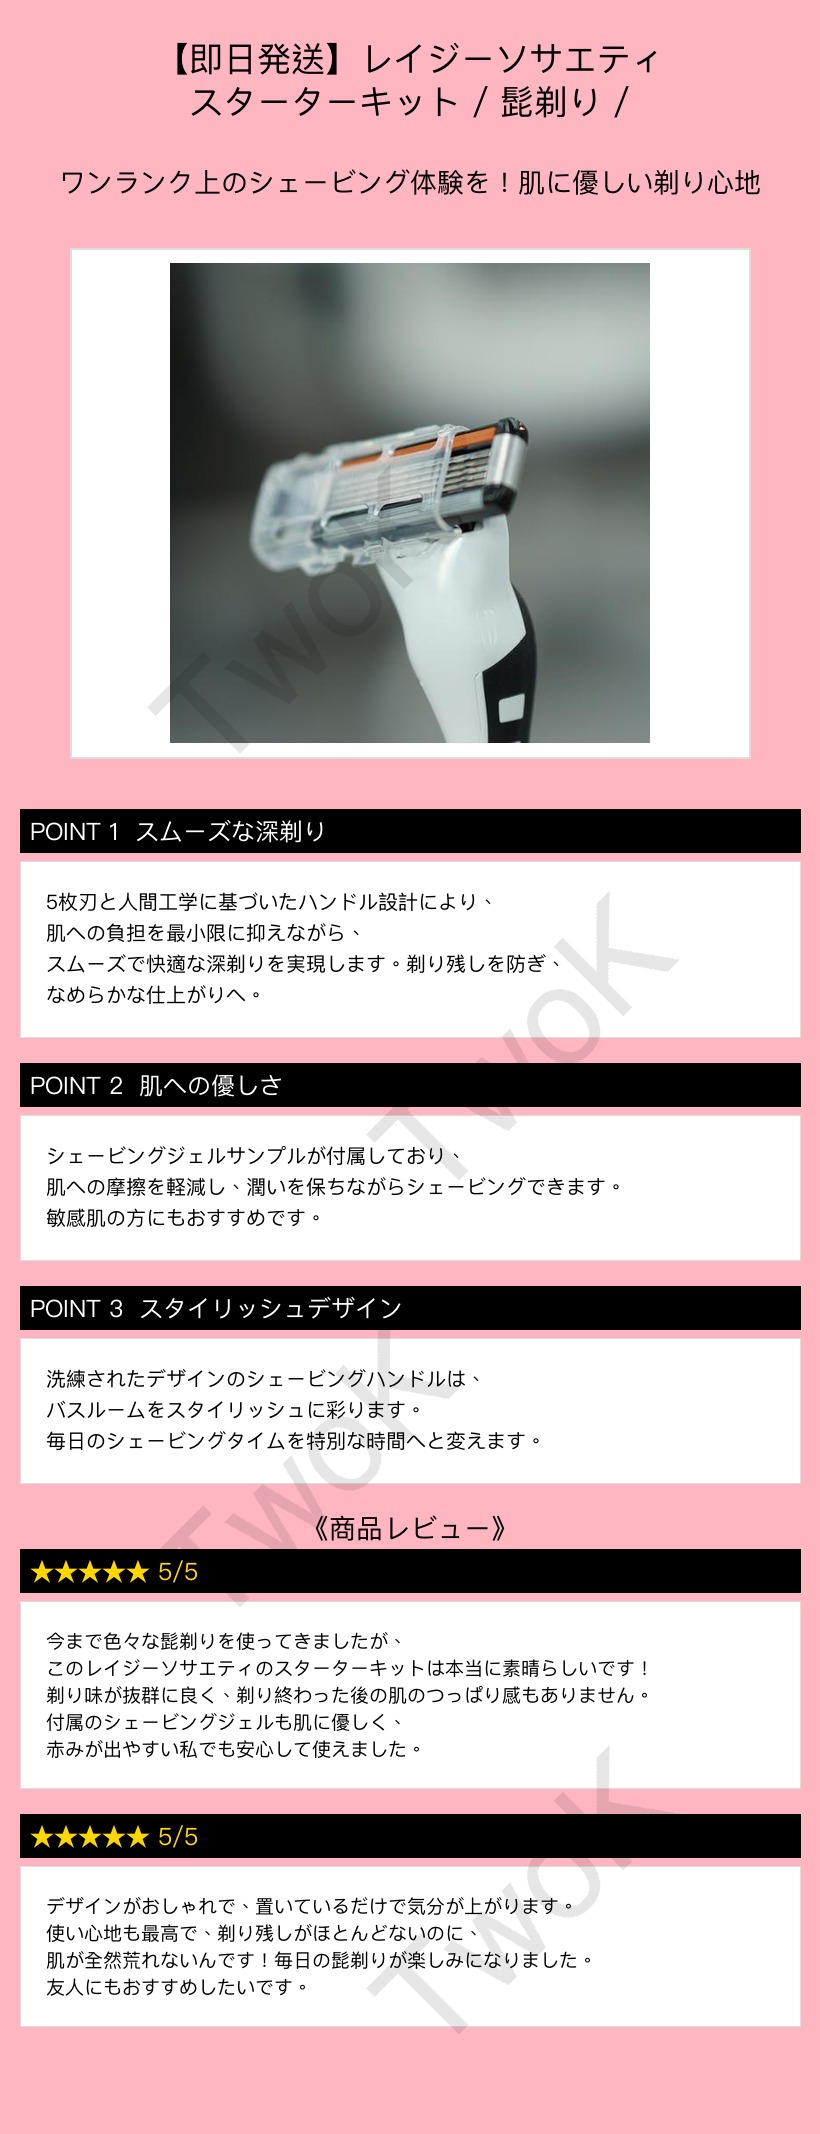 【即日発送】レイジーソサエティ
スターターキット / 髭剃り /
ワンランク上のシェービング体験を！肌に優しい剃り心地
TwoK
POINT 1 スムーズな深剃り
5枚刃と人間工学に基づいたハンドル設計により、
肌への負担を最小限に抑えながら、
スムーズで快適な深剃りを実現します。剃り残しを防ぎ、
なめらかな仕上がりへ。
TwoK
POINT 2 肌への優しさ
シェービングジェルサンプルが付属しており、
肌への摩擦を軽減し、潤いを保ちながらシェービングできます。
敏感肌の方にもおすすめです。
POINT 3 スタイリッシュデザイン
洗練されたデザインのシェービングハンドルは、
バスルームをスタイリッシュに彩ります。
毎日のシェービングタイムを特別な時間へと変えます。
TwoK
《商品レビュー》
★★★★★ 5/5
今まで色々な髭剃りを使ってきましたが、
このレイジーソサエティのスターターキットは本当に素晴らしいです！
剃り味が抜群に良く、剃り終わった後の肌のつっぱり感もありません。
付属のシェービングジェルも肌に優しく、
赤みが出やすい私でも安心して使えました。
★★★★★ 5/5
デザインがおしゃれで、置いているだけで気分が上がります。
使い心地も最高で、剃り残しがほとんどないのに、
肌が全然荒れないんです！毎日の髭剃りが楽しみになりました。
友人にもおすすめしたいです。
TwoK